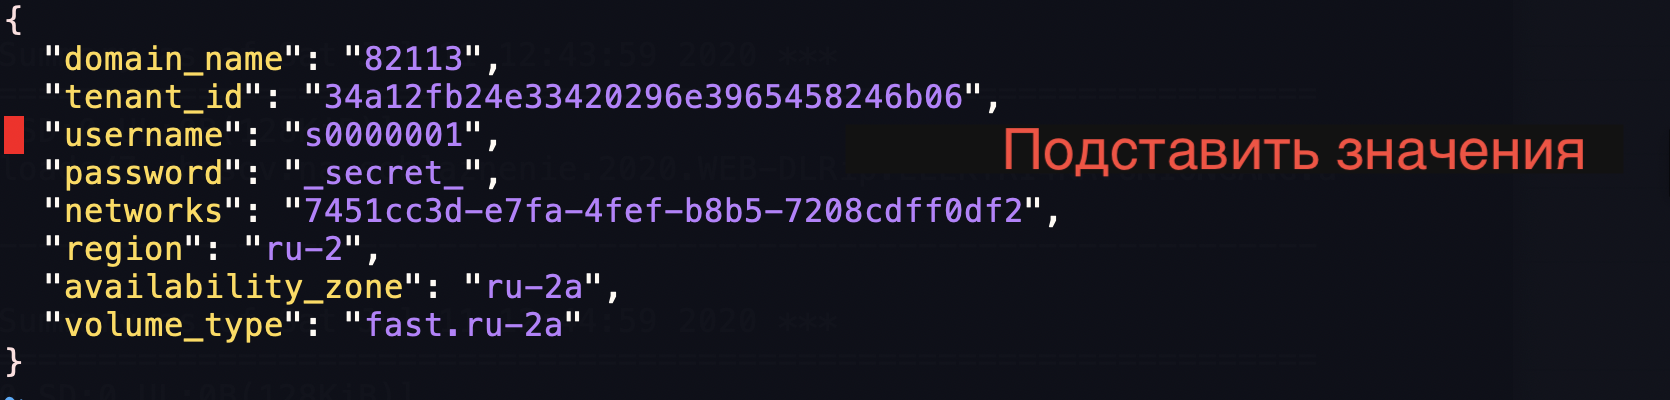 {
"domain_name": "82113",
"tenant_id": "34a12fb24e33420296e3965458246b06",
"username": "s0000001",
Подставить значения
"password": "_secret_",
"networks": "7451cc3d-e7fa-4fef-b8b5-7208cdff0df2",
"region": "ru-2",
"availability_zone": "ru-2a",
"volume_type": "fast.ru-2a"
}